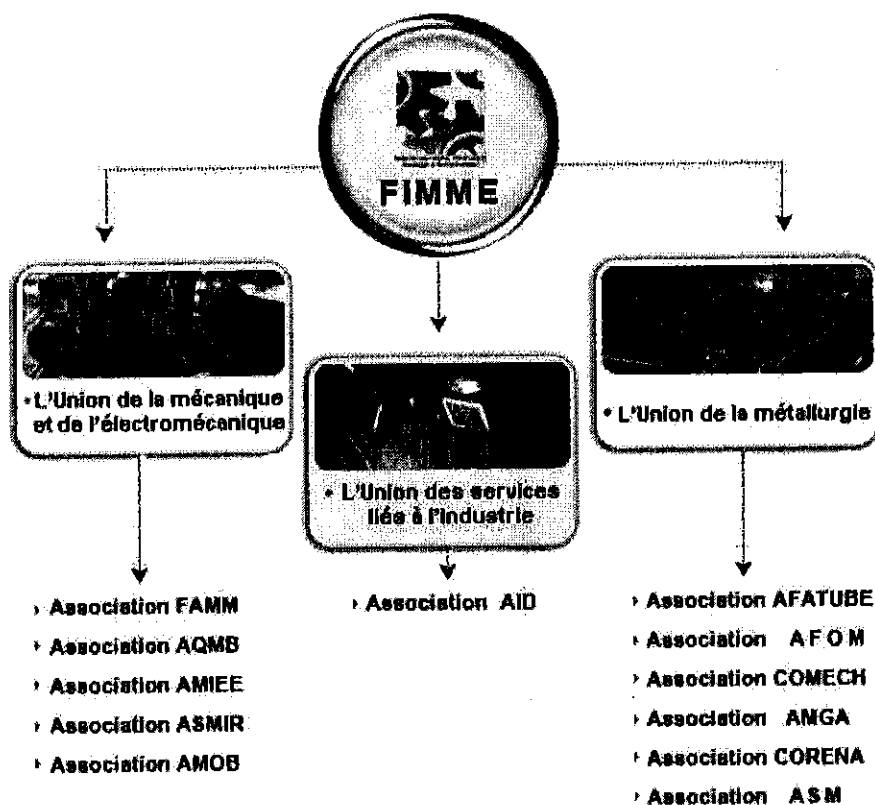 FIMME
• L'Union de la mécanique
et de l'électromécanique
• L'Union des services
liés à l'industrie
• L'Union de la métallurgie
› Association FAMM
› Association AQMB
› Association AMIEE
› Association ASMIR
› Association AMOB
› Association AID
› Association AFATUBE
› Association A F O M
› Association COMECH
› Association AMGA
› Association CORENA
› Association A S M